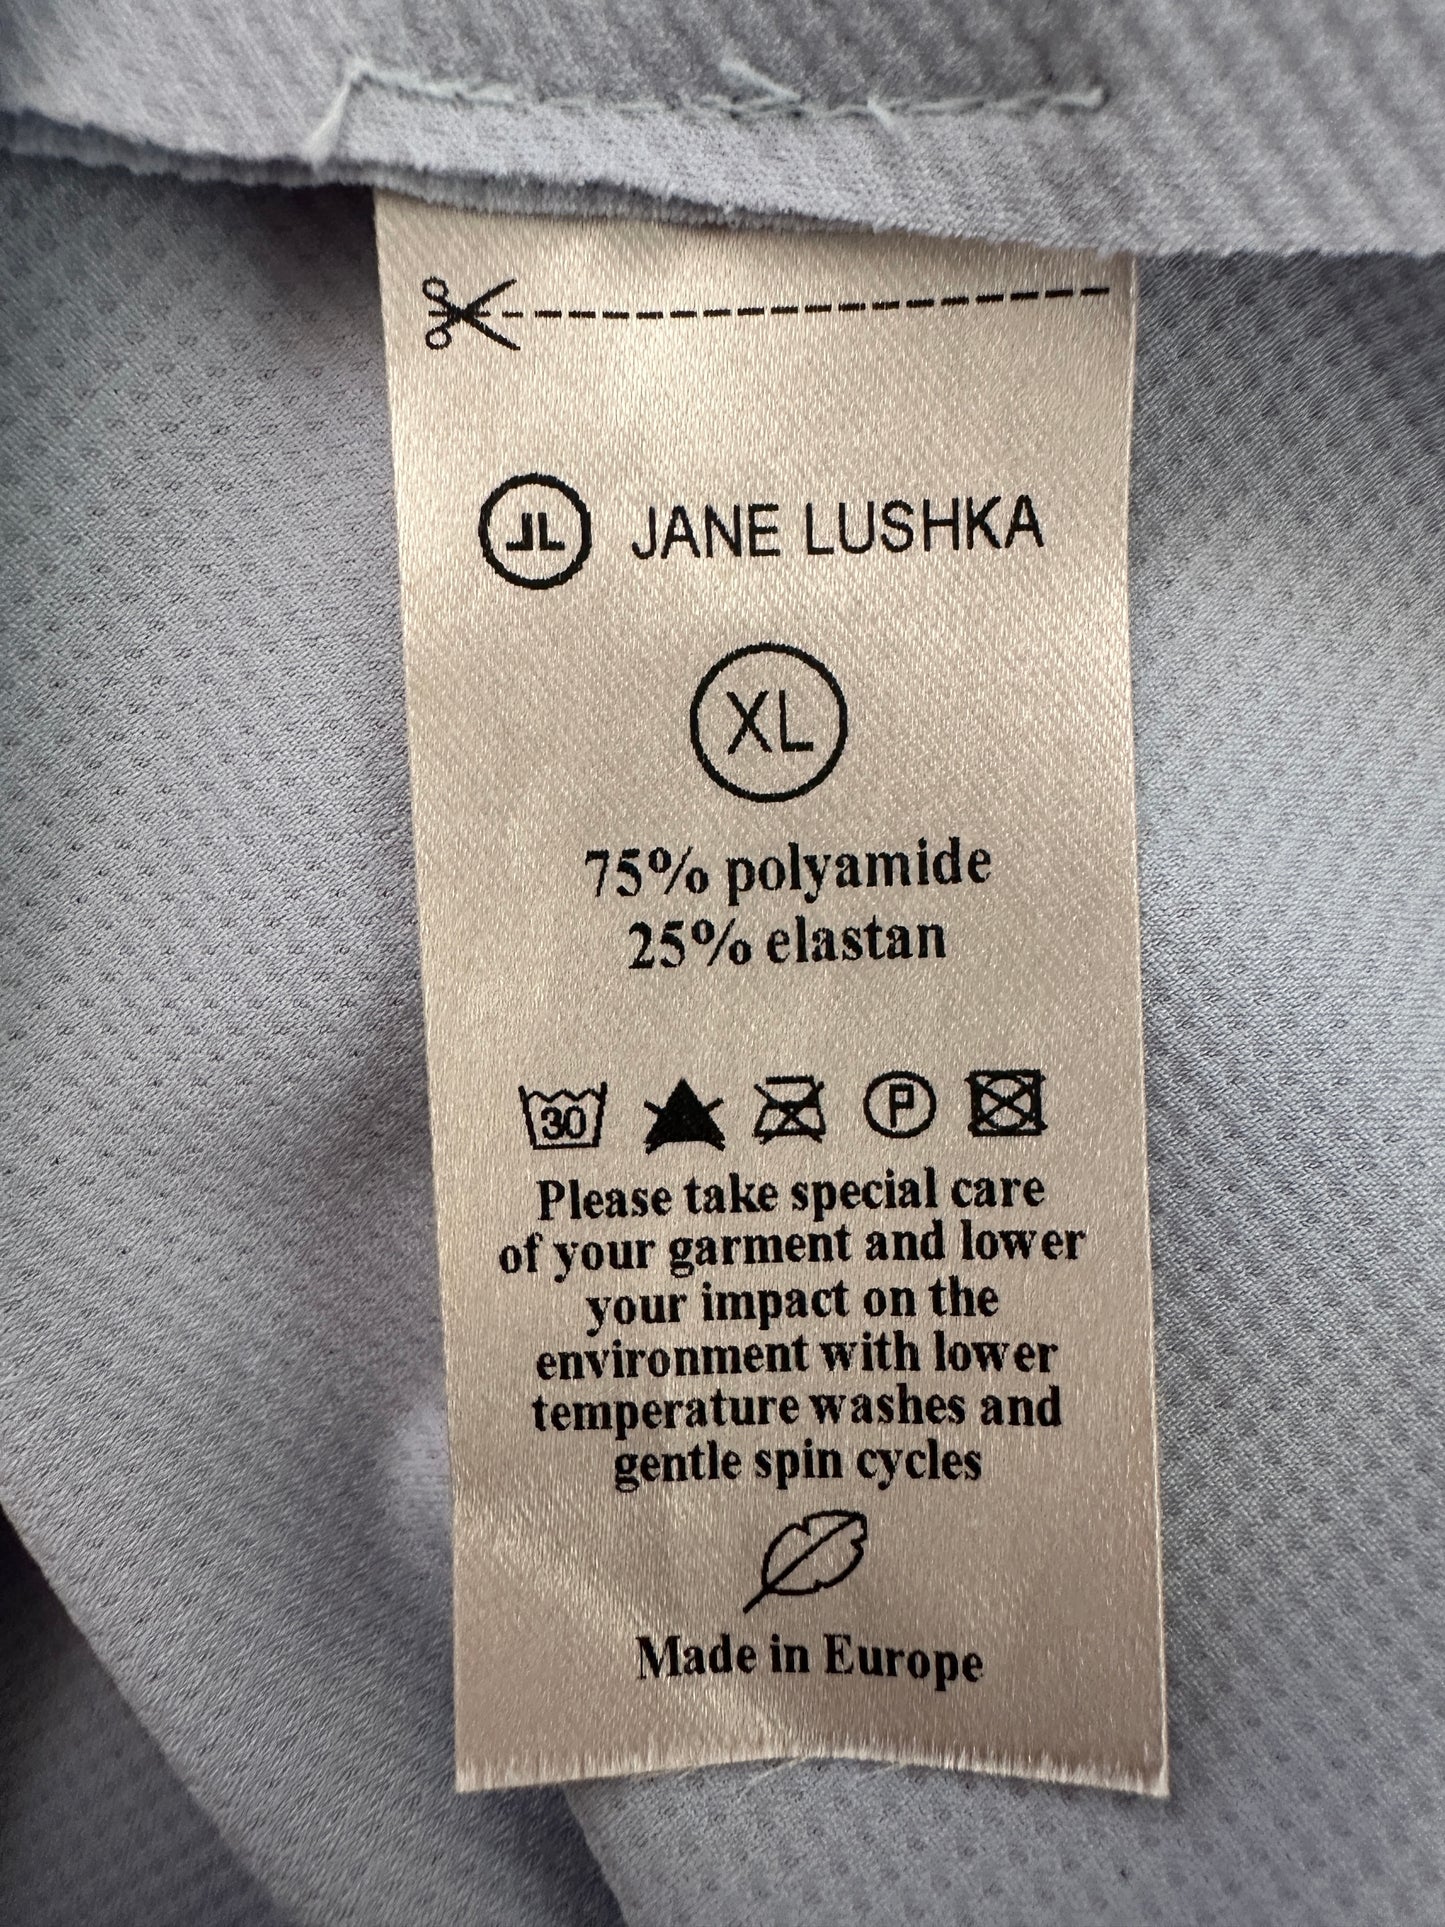 JL JANE LUSHKA
XL
75% polyamide
25% elastan
30 P
Please take special care
of your garment and lower
your impact on the
environment with lower
temperature washes and
gentle spin cycles
Made in Europe